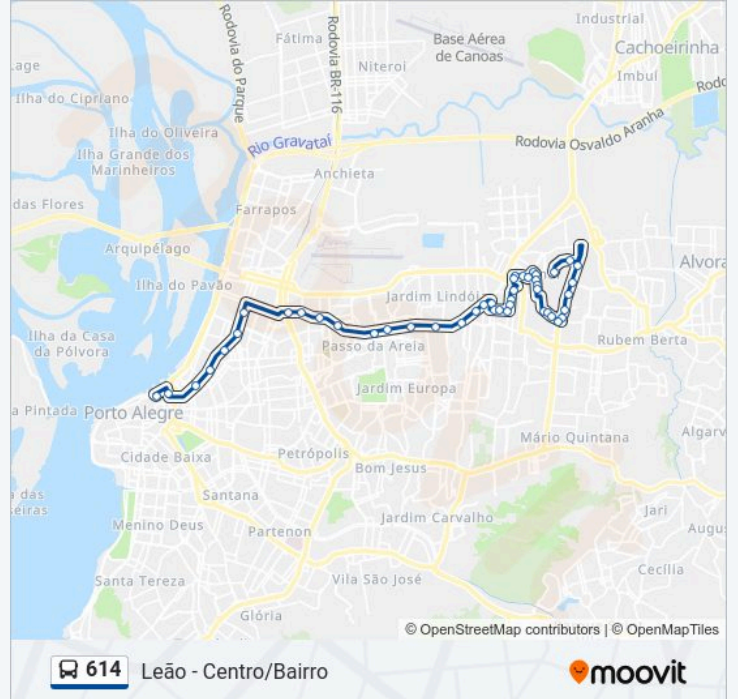 Industrial
Fátima
Rodovia BR-116
Rodovia do Parque
Base Aérea
de Canoas
Cachoeirinha
Niterói
Imbuí
Ilha do Cipriano
Ilha do Oliveira
Rio Gravataí
Rodovia Osvaldo Aranha
Ilha Grande dos
Marinheiros
Anchieta
das Flores
Farrapos
Arquipélago
Alvora
Ilha do Pavão
Jardim Lindói
Ilha da Casa
da Pólvora
Passo da Areia
Rubem Berta
Jardim Europa
a Pintada
Porto Alegre
Mário Quintana
Algarv
Cidade Baixa
Petrópolis
Bom Jesus
Santana
Jardim Carvalho
Jari
Menino Deus
Partenon
Augus
Cecília
Santa Tereza
Vila São José
Glória
© OpenStreetMap contributors | © OpenMapTiles
614 Leão - Centro/Bairro
moovit